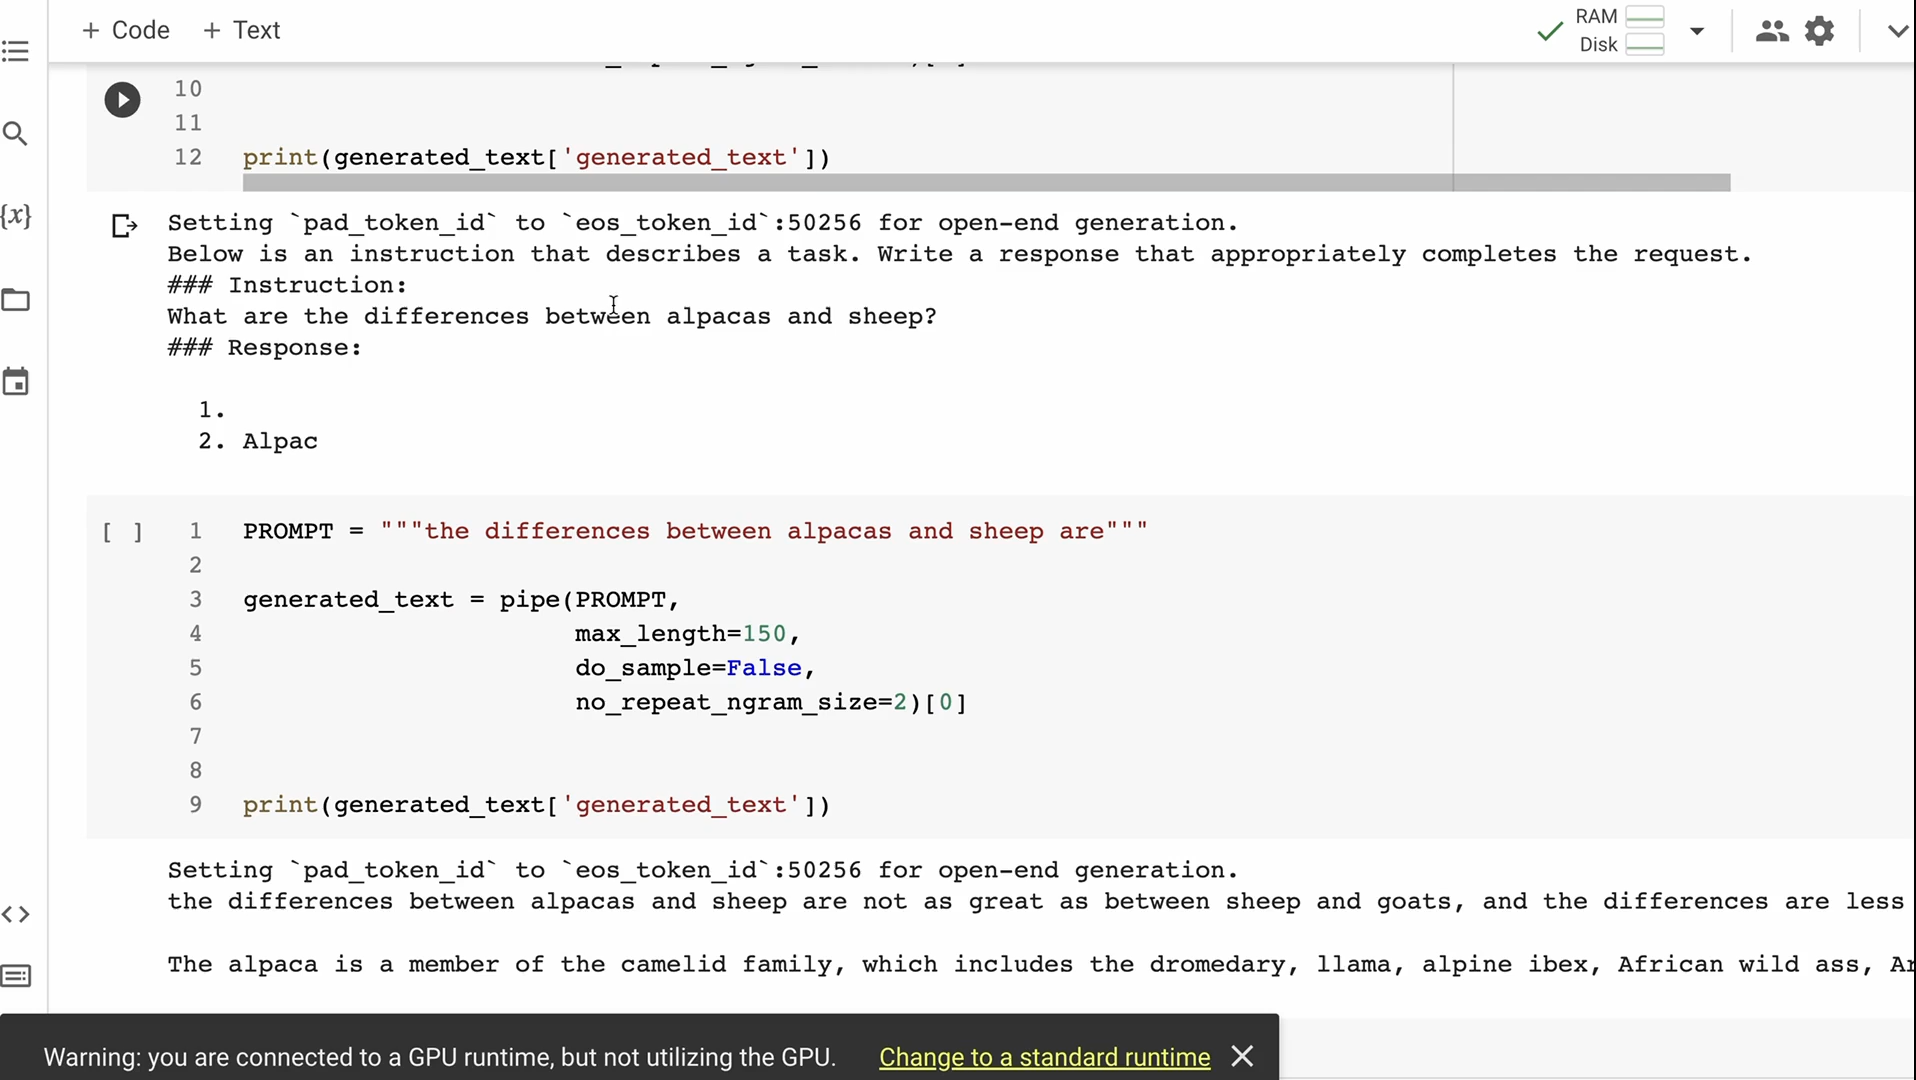 + Code + Text
RAM
Disk
10
11
12 print(generated_text['generated_text'])
Setting `pad_token_id` to `eos_token_id`:50256 for open-end generation.
Below is an instruction that describes a task. Write a response that appropriately completes the request.
### Instruction:
What are the differences between alpacas and sheep?
### Response:
1.
2. Alpac
[ ] 1 PROMPT = """the differences between alpacas and sheep are"""
2
3 generated_text = pipe(PROMPT,
4 max_length=150,
5 do_sample=False,
6 no_repeat_ngram_size=2)[0]
7
8
9 print(generated_text['generated_text'])
Setting `pad_token_id` to `eos_token_id`:50256 for open-end generation.
the differences between alpacas and sheep are not as great as between sheep and goats, and the differences are less
The alpaca is a member of the camelid family, which includes the dromedary, llama, alpine ibex, African wild ass,
Warning: you are connected to a GPU runtime, but not utilizing the GPU. Change to a standard runtime